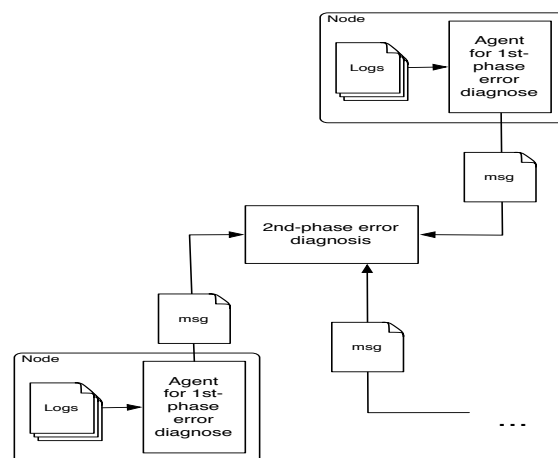 Node
Logs
Agent
for 1st-
phase
error
diagnose
msg
2nd-phase error
diagnosis
msg
msg
Node
Logs
Agent
for 1st-
phase
error
diagnose
...